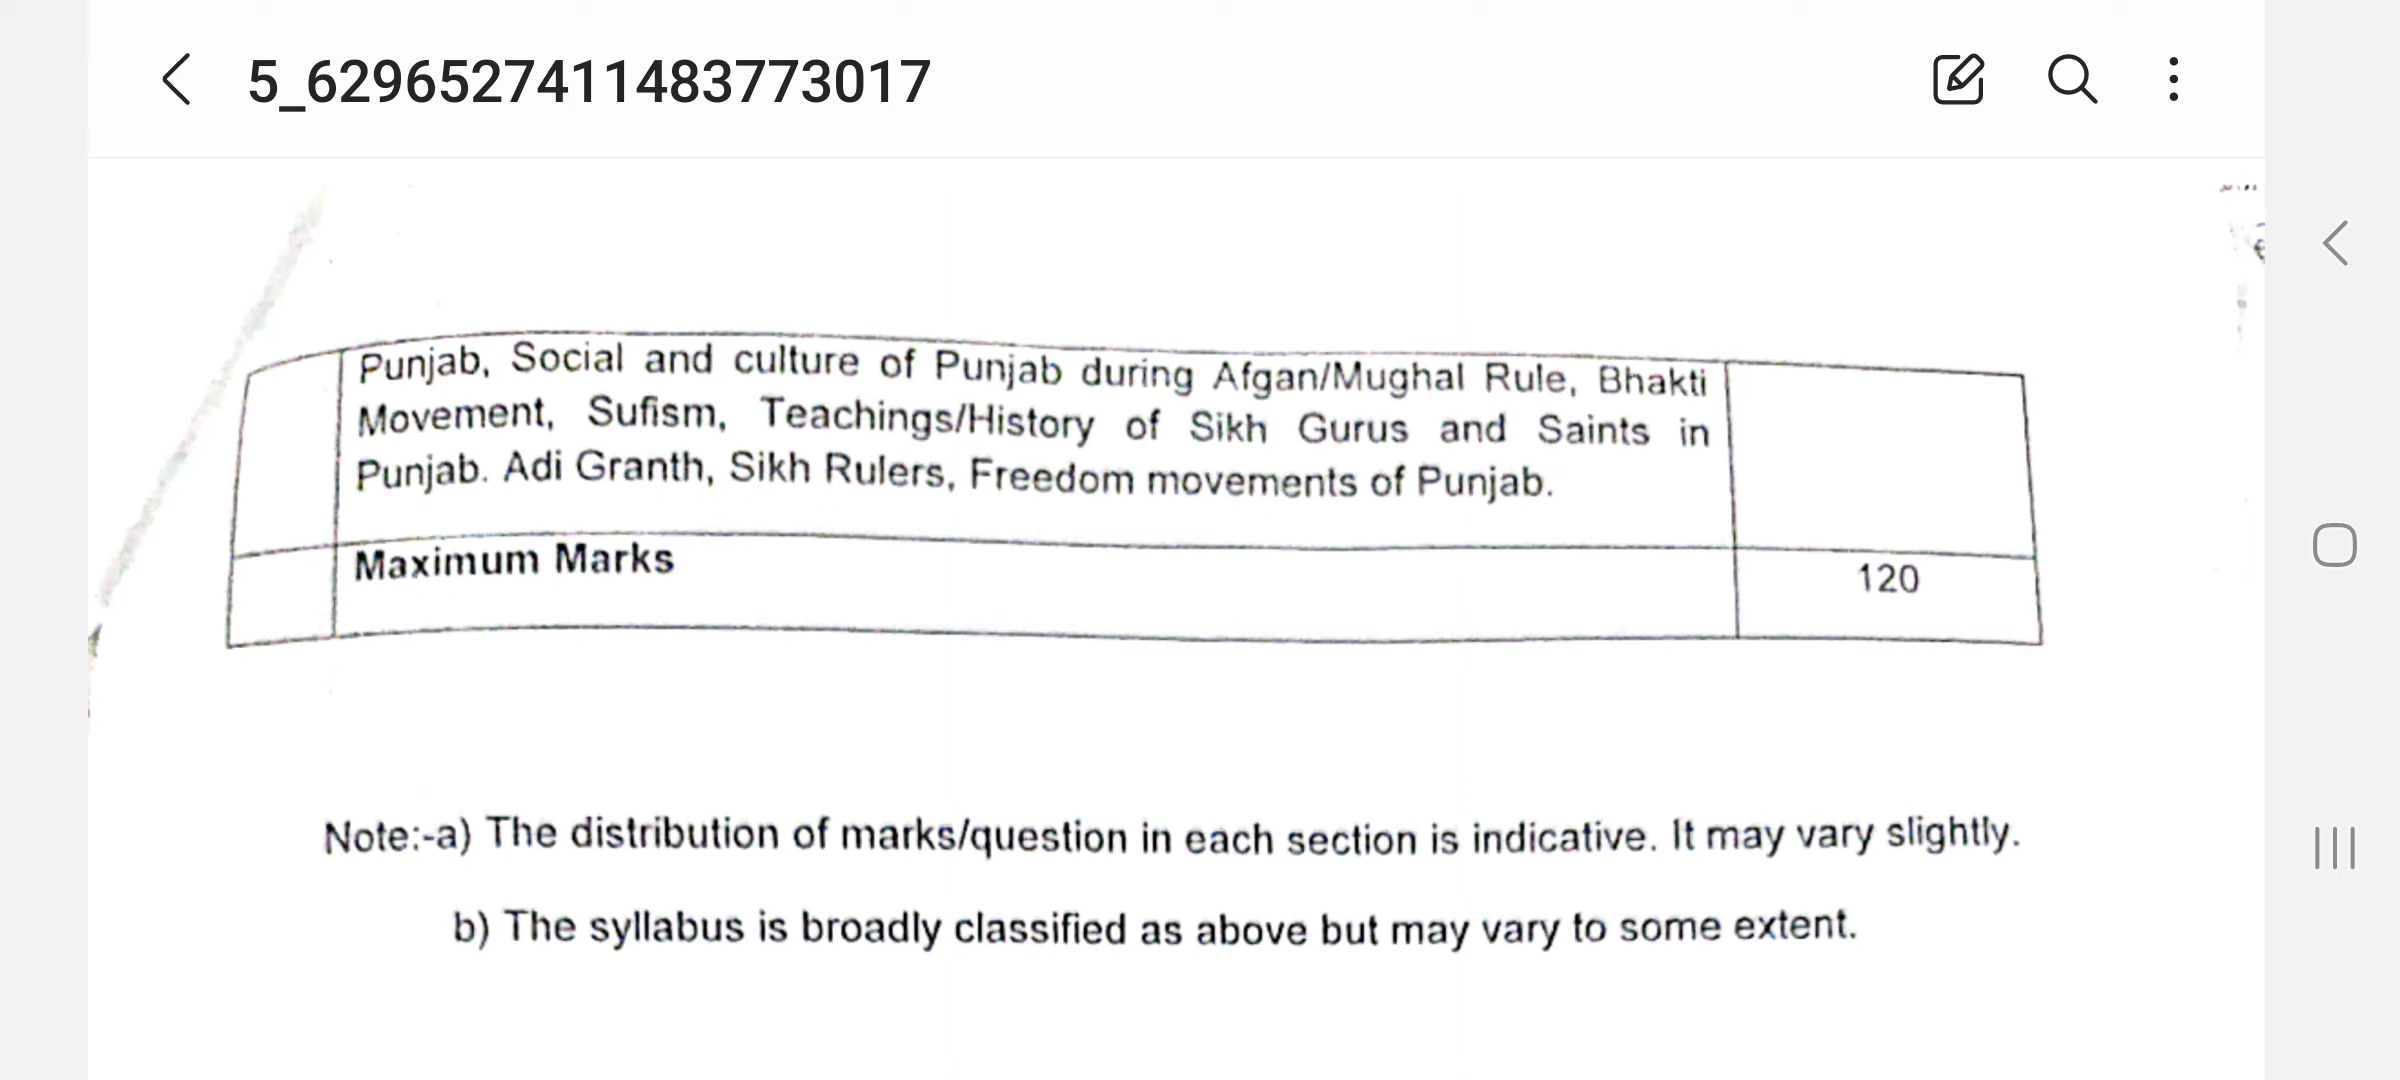 5_6296527411483773017
Punjab, Social and culture of Punjab during Afgan/Mughal Rule, Bhakti
Movement, Sufism, Teachings/History of Sikh Gurus and Saints in
Punjab. Adi Granth, Sikh Rulers, Freedom movements of Punjab.
Maximum Marks
120
Note:-a) The distribution of marks/question in each section is indicative. It may vary slightly.
b) The syllabus is broadly classified as above but may vary to some extent.